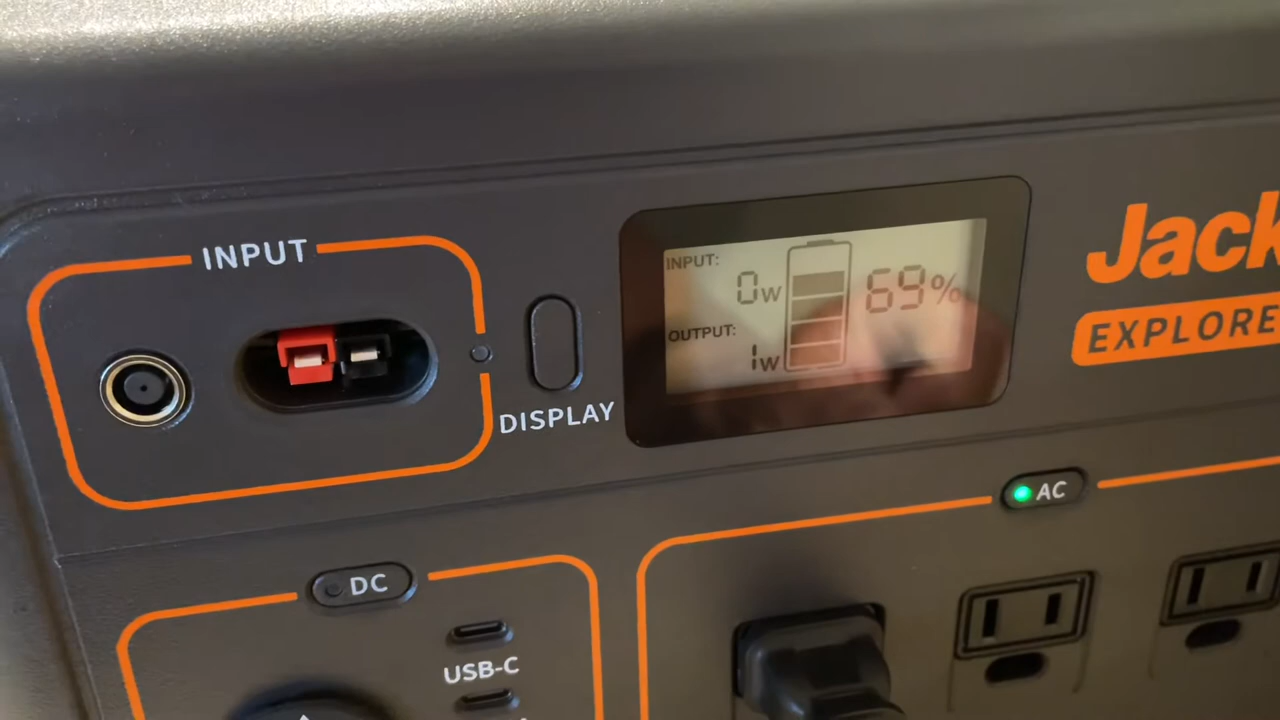 INPUT
DISPLAY
INPUT:
0w
69%
OUTPUT:
1w
Jack
EXPLORE
AC
DC
USB-C